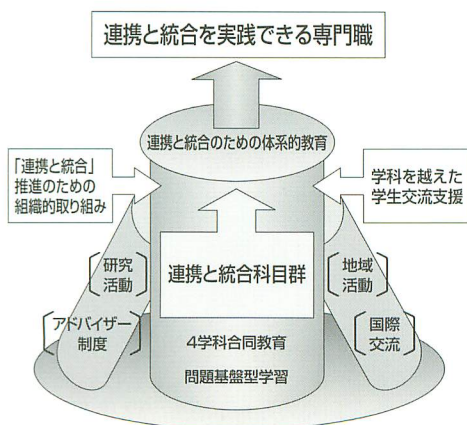 連携と統合を実践できる専門職
連携と統合のための体系的教育
「連携と統合」
推進のための
組織的取り組み
学科を越えた
学生交流支援
研究
活動
アドバイザー
制度
連携と統合科目群
地域
活動
国際
交流
4学科合同教育
問題基盤型学習